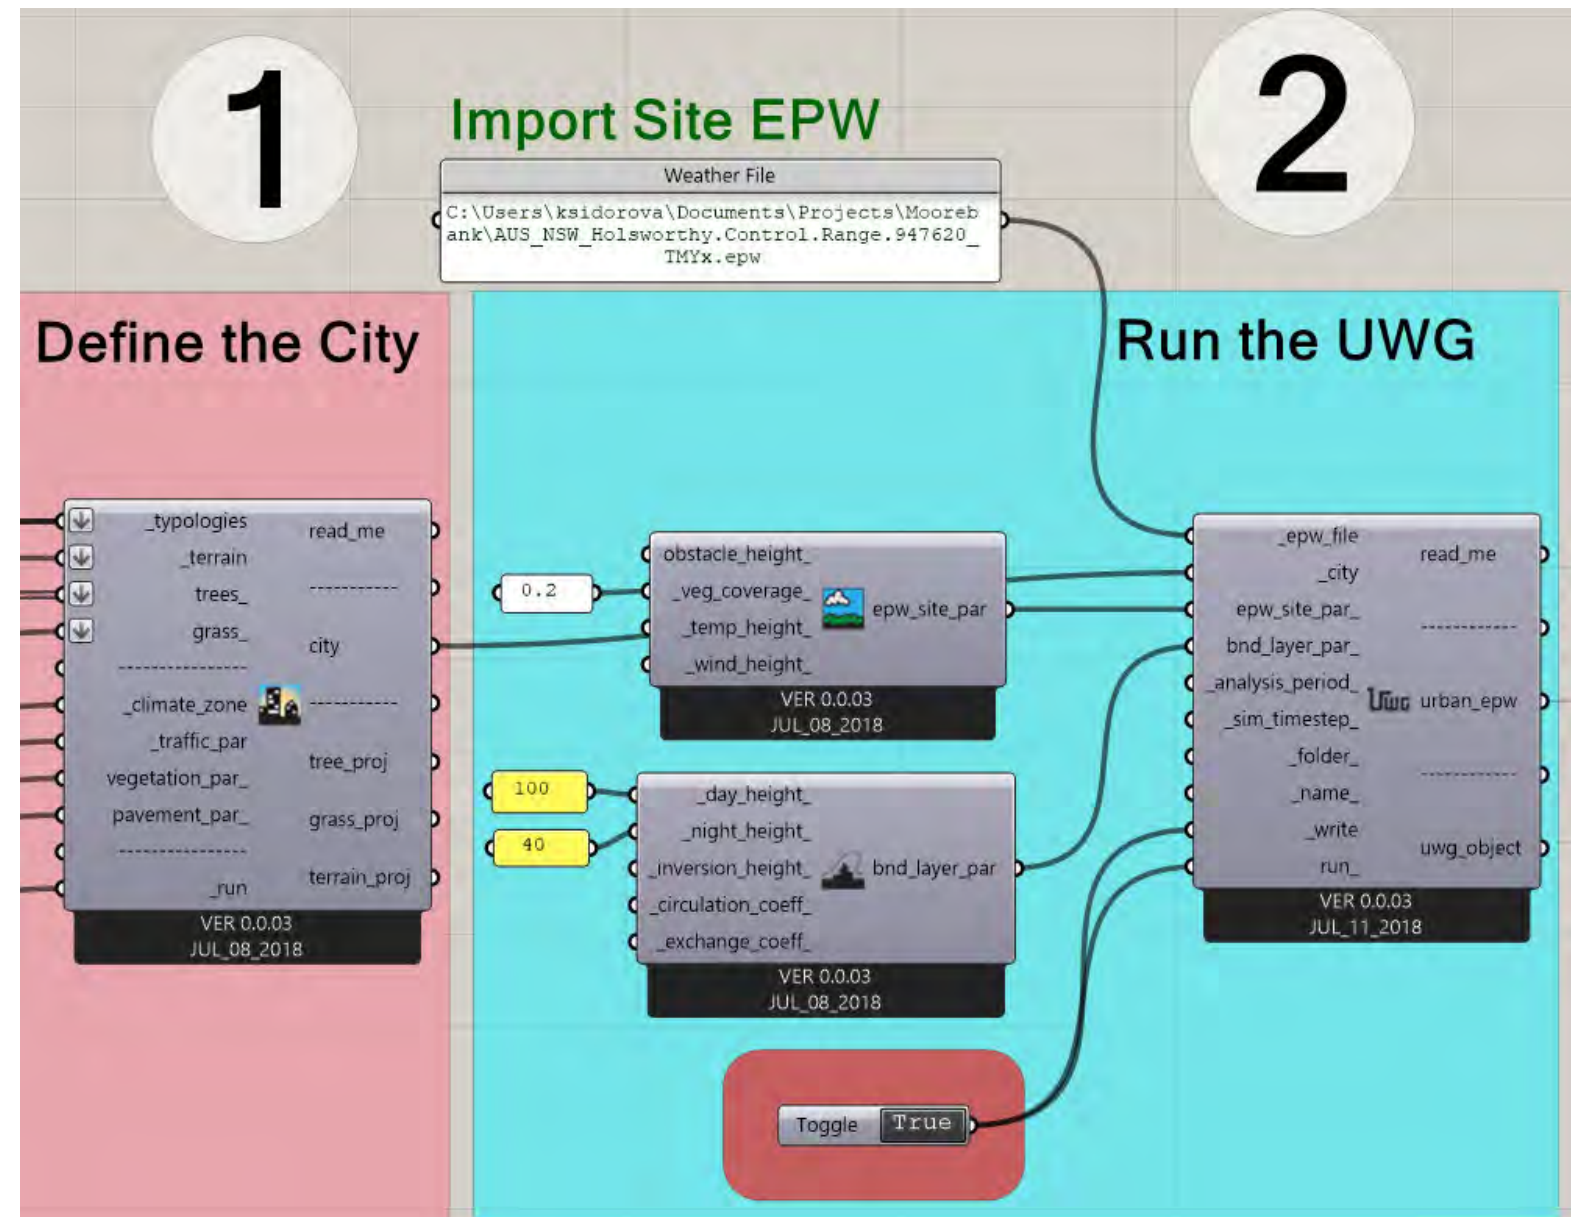 1
2
Import Site EPW
Weather File
C:\Users\ksidorova\Documents\Projects\Mooreb
ank\AUS_NSW_Holsworthy.Control.Range.947620_
TMYx.epw
Define the City
Run the UWG
_typologies
_terrain
trees_
grass_
----------------
_climate_zone
_traffic_par
vegetation_par_
pavement_par_
----------------
_run
read_me
-----------
city
-----------
tree_proj
grass_proj
terrain_proj
VER 0.0.03
JUL_08_2018
0.2
obstacle_height_
_veg_coverage_
_temp_height_
_wind_height_
epw_site_par
VER 0.0.03
JUL_08_2018
100
40
_day_height_
_night_height_
_inversion_height_
_circulation_coeff_
_exchange_coeff_
bnd_layer_par
VER 0.0.03
JUL_08_2018
Toggle True
_epw_file
_city
epw_site_par_
bnd_layer_par_
_analysis_period_
_sim_timestep_
_folder_
_name_
_write
run_
Uwg
read_me
------------
urban_epw
------------
uwg_object
VER 0.0.03
JUL_11_2018